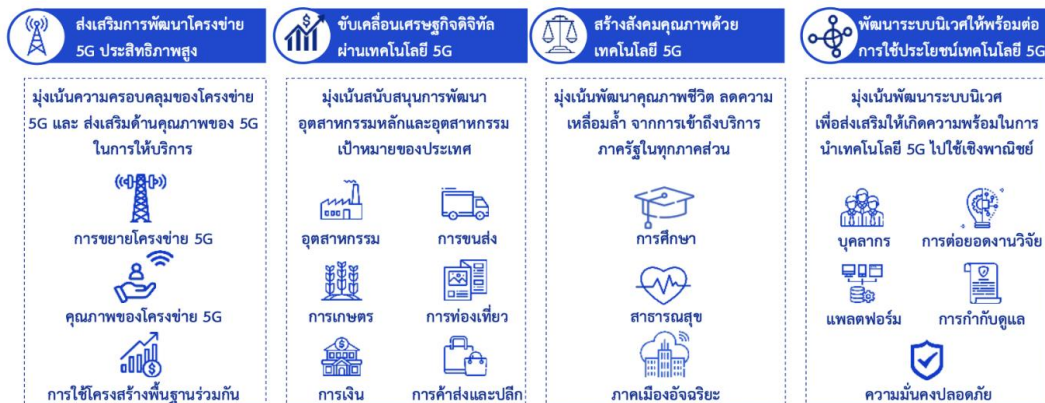 ส่งเสริมการพัฒนาโครงข่าย
5G ประสิทธิภาพสูง
มุ่งเน้นความครอบคลุมของโครงข่าย
5G และ ส่งเสริมด้านคุณภาพของ 5G
ในการให้บริการ
การขยายโครงข่าย 5G
คุณภาพของโครงข่าย 5G
การใช้โครงสร้างพื้นฐานร่วมกัน
ขับเคลื่อนเศรษฐกิจดิจิทัล
ผ่านเทคโนโลยี 5G
มุ่งเน้นสนับสนุนการพัฒนา
อุตสาหกรรมหลักและอุตสาหกรรม
เป้าหมายของประเทศ
อุตสาหกรรม
การขนส่ง
การเกษตร
การท่องเที่ยว
การเงิน
การค้าส่งและปลีก
สร้างสังคมคุณภาพด้วย
เทคโนโลยี 5G
มุ่งเน้นพัฒนาคุณภาพชีวิต ลดความ
เหลื่อมล้ำ จากการเข้าถึงบริการ
ภาครัฐในทุกภาคส่วน
การศึกษา
สาธารณสุข
ภาคเมืองอัจฉริยะ
พัฒนาระบบนิเวศให้พร้อมต่อ
การใช้ประโยชน์เทคโนโลยี 5G
มุ่งเน้นพัฒนาระบบนิเวศ
เพื่อส่งเสริมให้เกิดความพร้อมในการ
นำเทคโนโลยี 5G ไปใช้เชิงพาณิชย์
บุคลากร
การต่อยอดงานวิจัย
แพลตฟอร์ม
การกำกับดูแล
ความมั่นคงปลอดภัย